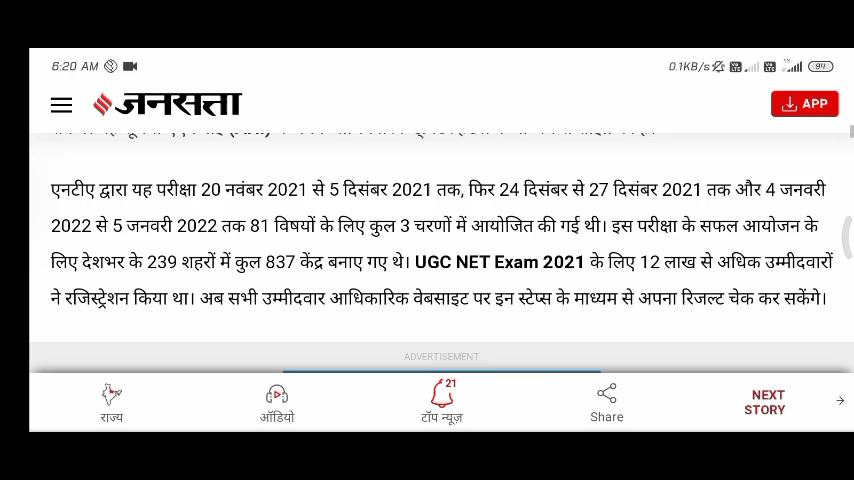 6:20 AM 0.1KB/s 94
जनसत्ता APP
एनटीए द्वारा यह परीक्षा 20 नवंबर 2021 से 5 दिसंबर 2021 तक, फिर 24 दिसंबर से 27 दिसंबर 2021 तक और 4 जनवरी
2022 से 5 जनवरी 2022 तक 81 विषयों के लिए कुल 3 चरणों में आयोजित की गई थी। इस परीक्षा के सफल आयोजन के
लिए देशभर के 239 शहरों में कुल 837 केंद्र बनाए गए थे। UGC NET Exam 2021 के लिए 12 लाख से अधिक उम्मीदवारों
ने रजिस्ट्रेशन किया था। अब सभी उम्मीदवार आधिकारिक वेबसाइट पर इन स्टेप्स के माध्यम से अपना रिजल्ट चेक कर सकेंगे।
ADVERTISEMENT
21
राज्य ऑडियो टॉप न्यूज़ Share NEXT STORY